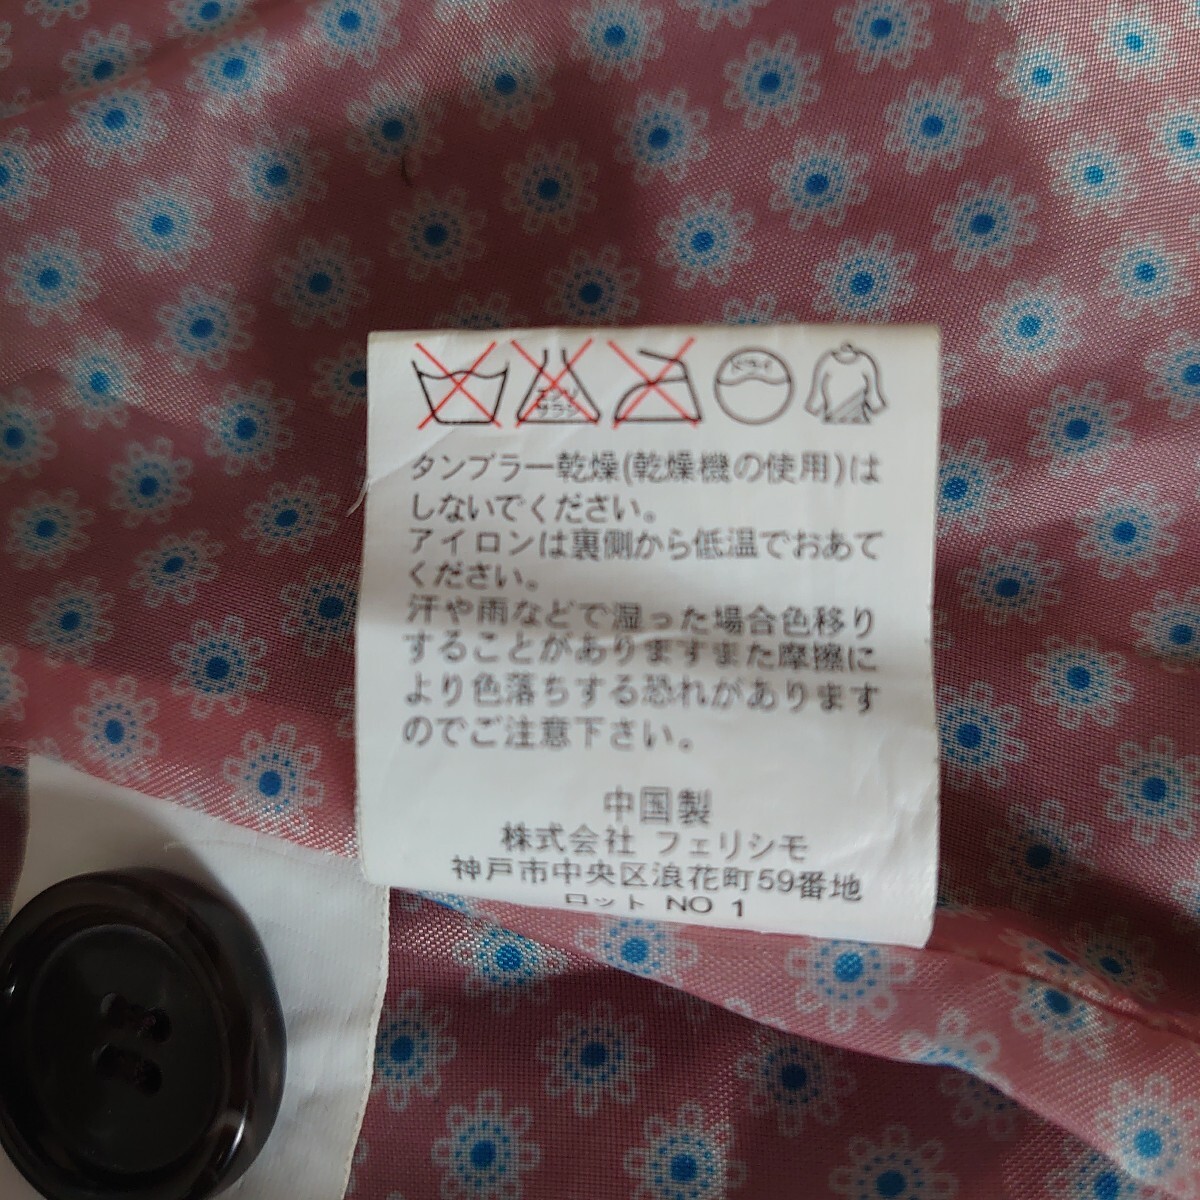 エンソ
サラシ
ドライ
タンブラー乾燥(乾燥機の使用)は
しないでください。
アイロンは裏側から低温でおあて
ください。
汗や雨などで湿った場合色移り
することがありますまた摩擦に
より色落ちする恐れがあります
のでご注意下さい。
中国製
株式会社 フェリシモ
神戸市中央区浪花町59番地
ロット NO 1